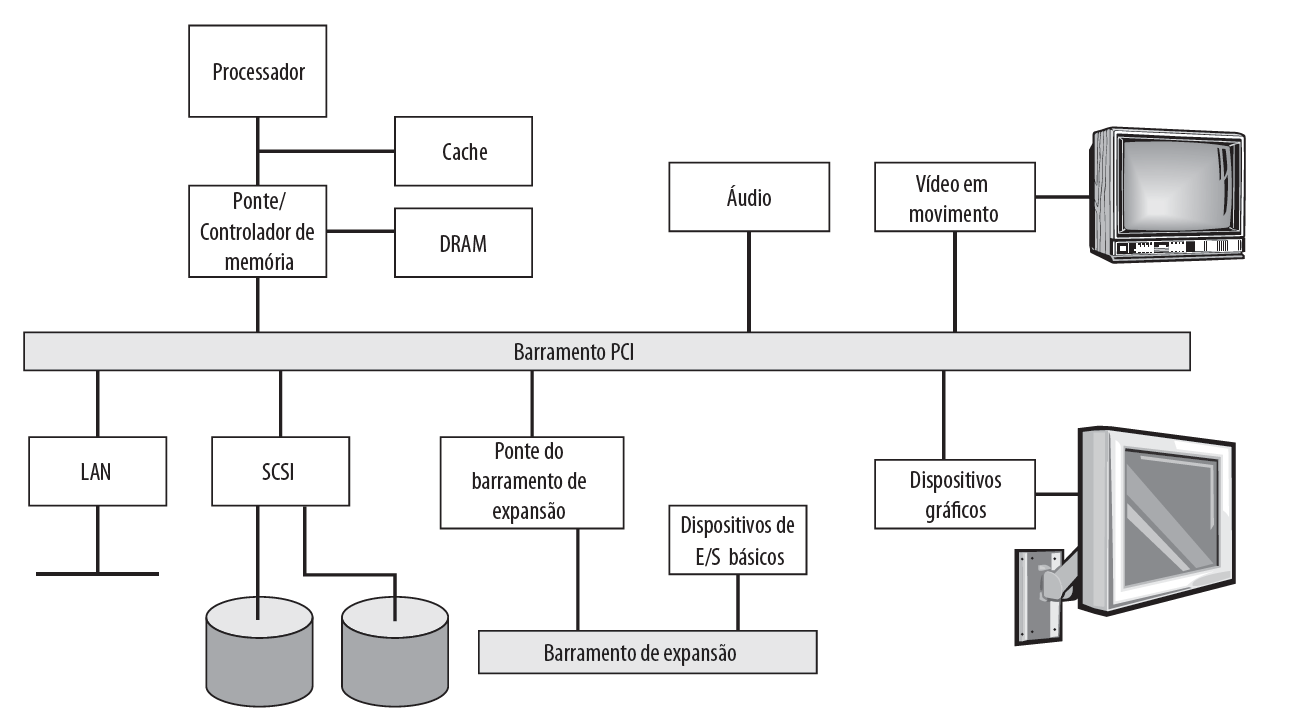 Processador
Cache
Ponte/
Controlador de
memória
DRAM
Áudio
Vídeo em
movimento
Barramento PCI
LAN
SCSI
Ponte do
barramento de
expansão
Dispositivos de
E/S básicos
Dispositivos
gráficos
Barramento de expansão